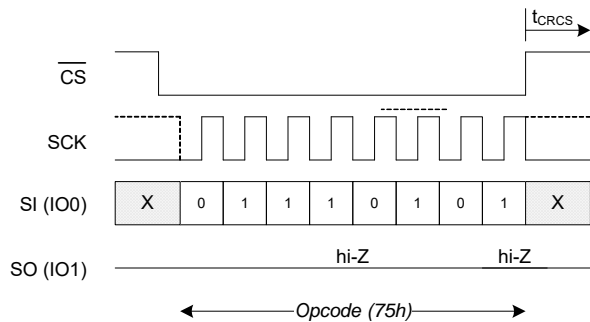 tCRCS
CS
SCK
SI (IO0) X 0 1 1 1 0 1 0 1 X
SO (IO1) hi-Z hi-Z
Opcode (75h)